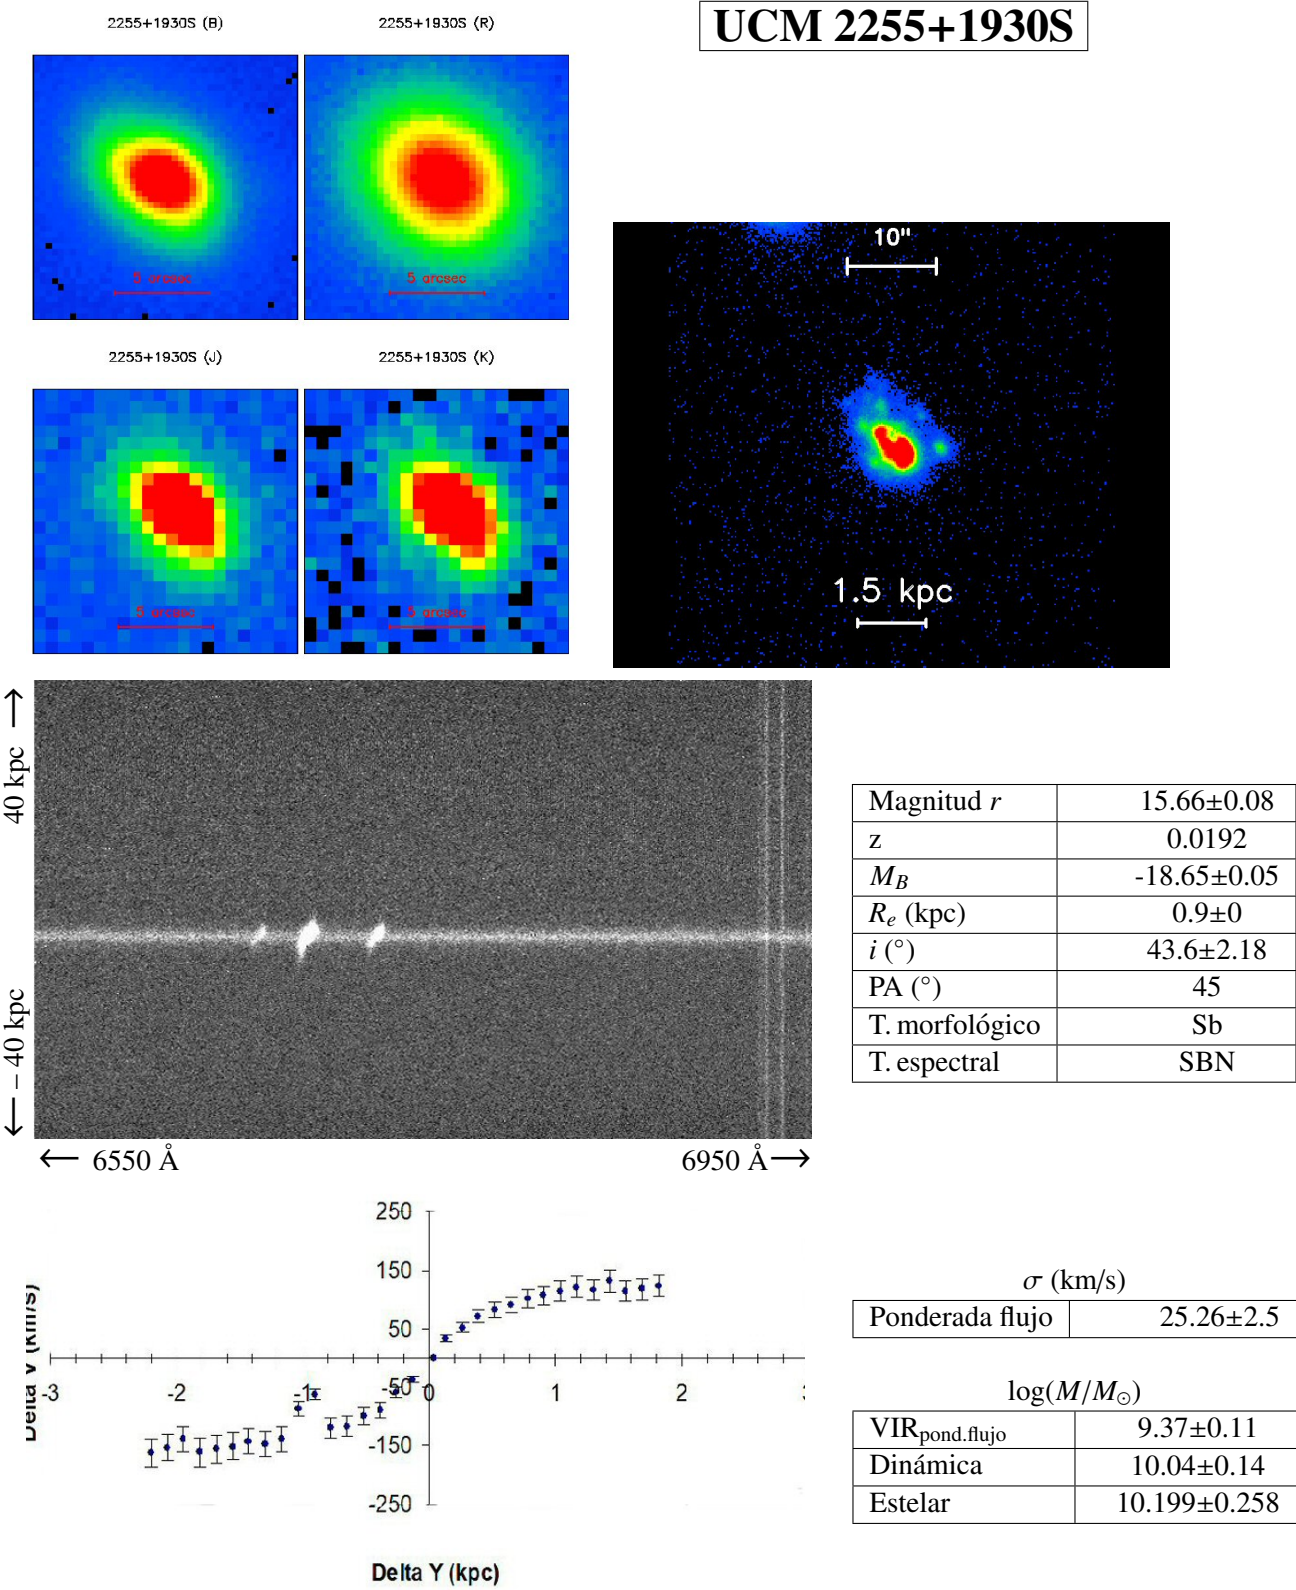 UCM 2255+1930S
2255+1930S (B)
2255+1930S (R)
5 arcsec
5 arcsec
2255+1930S (J)
2255+1930S (K)
5 arcsec
5 arcsec
10"
1.5 kpc
← – 40 kpc 40 kpc →
← 6550 Å 6950 Å →
Magnitud r 15.66±0.08
z 0.0192
M_B -18.65±0.05
R_e (kpc) 0.9±0
i (°) 43.6±2.18
PA (°) 45
T. morfológico Sb
T. espectral SBN
250
150
50
-50
-150
-250
-3 -2 -1 0 1 2
Delta V (km/s)
Delta Y (kpc)
σ (km/s)
Ponderada flujo 25.26±2.5
log(M/M⊙)
VIRpond.flujo 9.37±0.11
Dinámica 10.04±0.14
Estelar 10.199±0.258